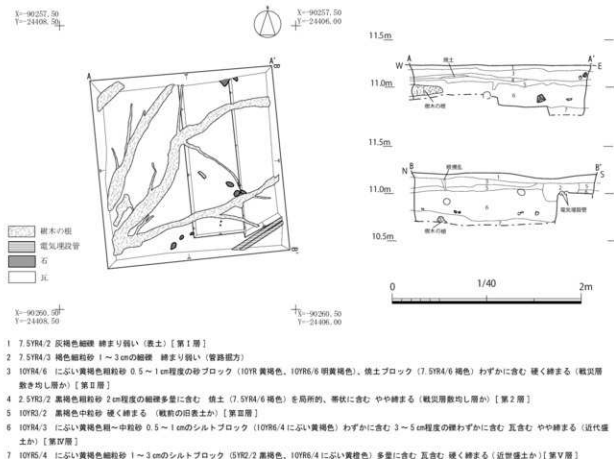 X=-90257.50
Y=-24408.50
X=-90257.50
Y=-24406.00
A
A'
B
樹木の根
電気埋設管
石
瓦
X=-90260.50
Y=-24408.50
X=-90260.50
Y=-24406.00
11.5m
A
A'
W
焼土
E
11.0m
6
樹木の根
11.5m
B
B'
N
S
11.0m
6
電気埋設管
樹木の根
10.5m
0
1/40
2m
1 7.5YR4/2 灰褐色細礫 締まり弱い（表土）［第Ⅰ層］
2 7.5YR4/3 褐色細粒砂 1～3㎝の細礫 締まり弱い（管路掘方）
3 10YR4/6 にぶい黄褐色細粒砂 0.5～1㎝程度の砂ブロック（10YR 黄褐色、10YR6/6 明黄褐色）、焼土ブロック（7.5YR4/6 褐色）わずかに含む 硬く締まる（戦災層
敷き均し層か）［第Ⅱ層］
4 2.5YR3/2 黒褐色粗粒砂 2㎝程度の細礫多量に含む 焼土（7.5YR4/6 褐色）を局所的、帯状に含む やや締まる（戦災層敷均し層か）［第２層］
5 10YR3/2 黒褐色中粒砂 硬く締まる （戦前の旧表土か）［第Ⅲ層］
6 10YR4/3 にぶい黄褐色細～中粒砂 0.5～1㎝のシルトブロック（10YR6/4 にぶい黄褐色）わずかに含む 3～5㎝程度の礫わずかに含む 瓦含む やや締まる（近代盛
土か）［第Ⅳ層］
7 10YR5/4 にぶい黄褐色細粒砂 1～3㎝のシルトブロック（5YR2/2 黒褐色、10YR6/4 にぶい黄橙色）多量に含む 瓦含む 硬く締まる（近世盛土か）［第Ⅴ層］